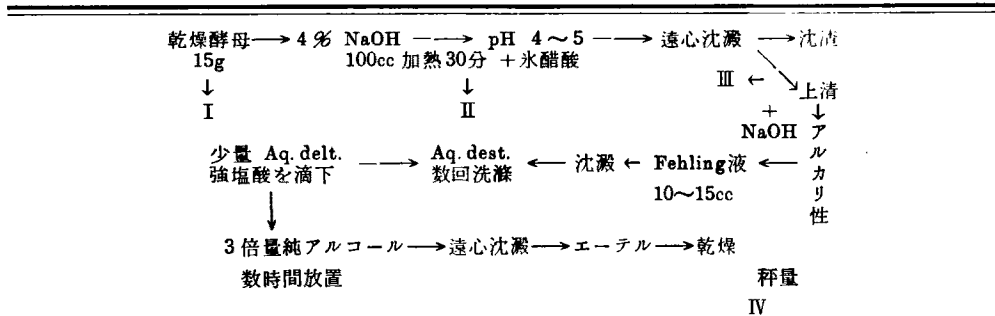 乾燥酵母→4% NaOH→pH 4～5→遠心沈澱→沈渣
15g 100cc 加熱30分 +氷醋酸
↓ ↓ Ⅲ ← 上清
Ⅰ Ⅱ + ↓
NaOH アルカリ性
少量 Aq. delt. → Aq. dest. ← 沈澱 ← Fehling液 ←
強塩酸を滴下 数回洗滌 10～15cc
↓
3倍量純アルコール→遠心沈澱→エーテル→乾燥
数時間放置 秤量
Ⅳ